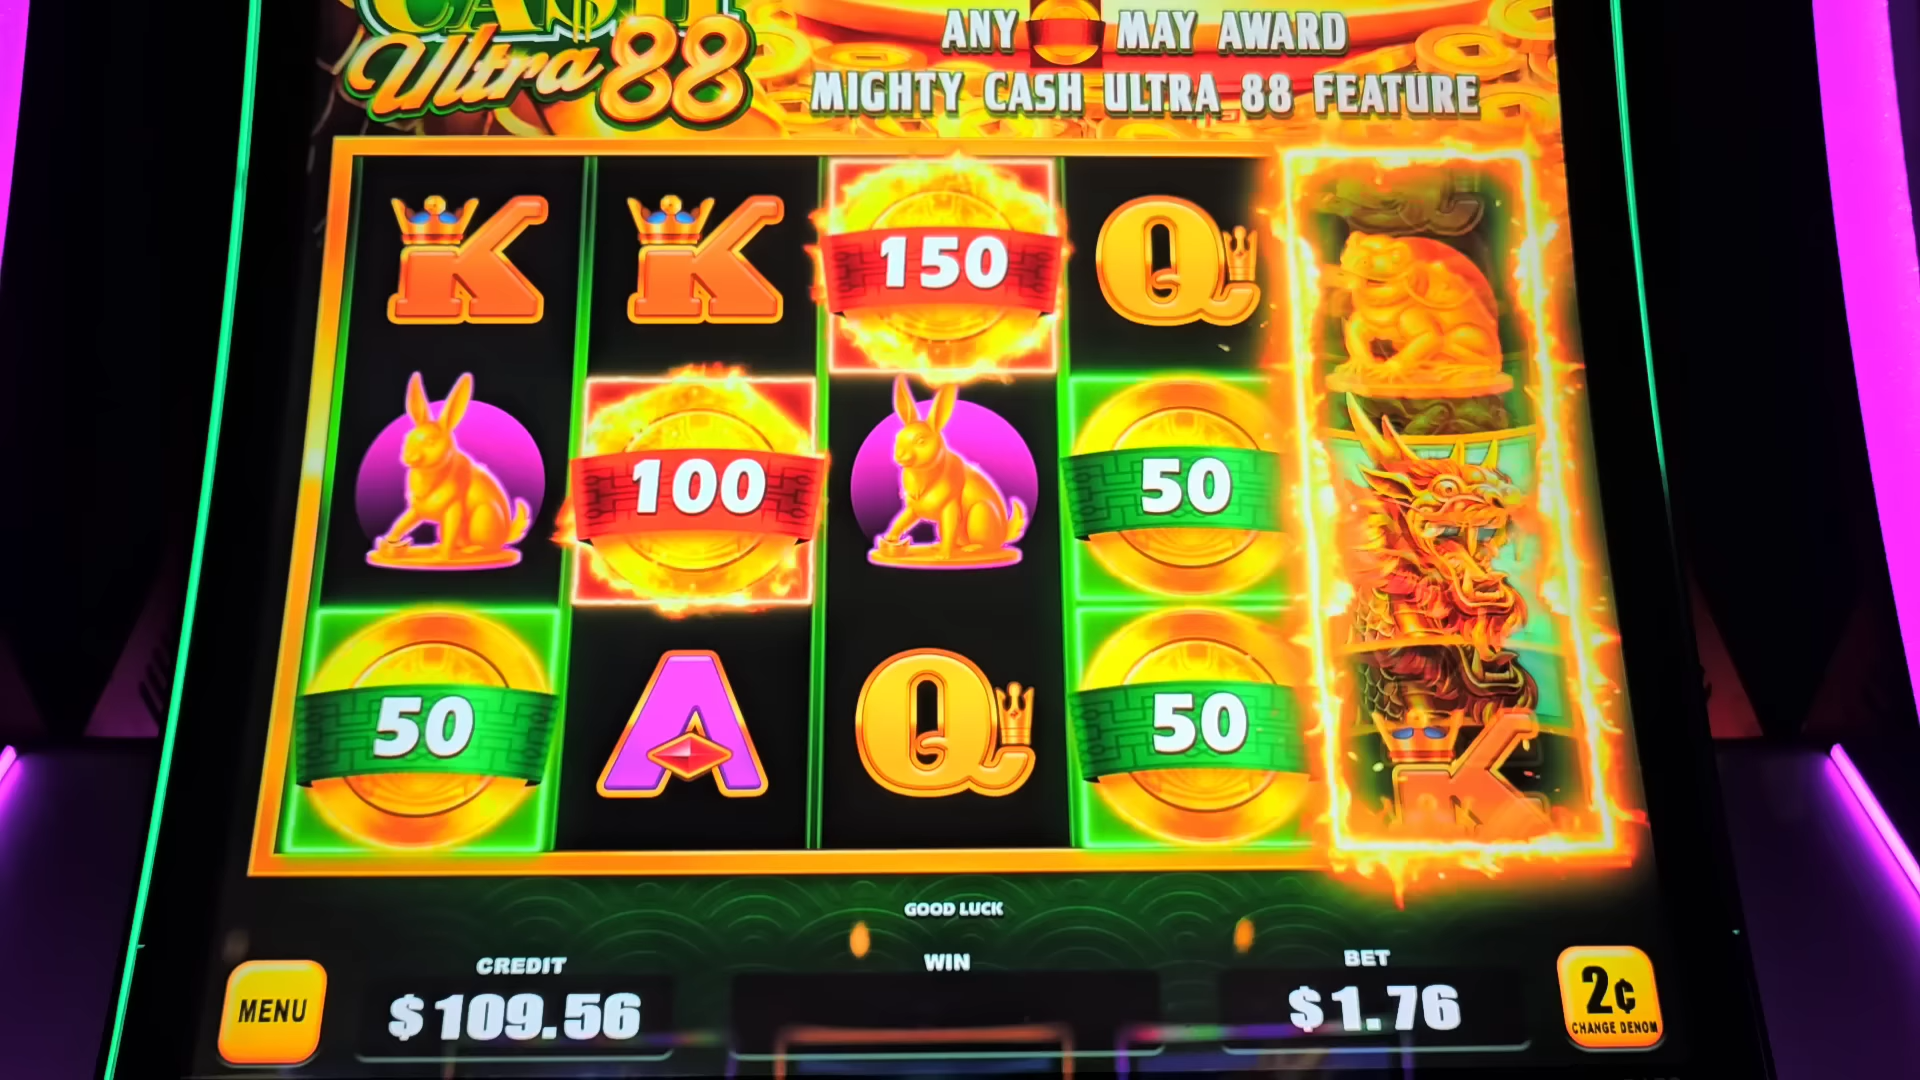 CASH
Ultra 88
ANY MAY AWARD
MIGHTY CASH ULTRA 88 FEATURE
K K 150 Q
100 50
50 A Q 50 K
GOOD LUCK
CREDIT WIN BET
MENU $109.56 $1.76 2¢
CHANGE DENOM